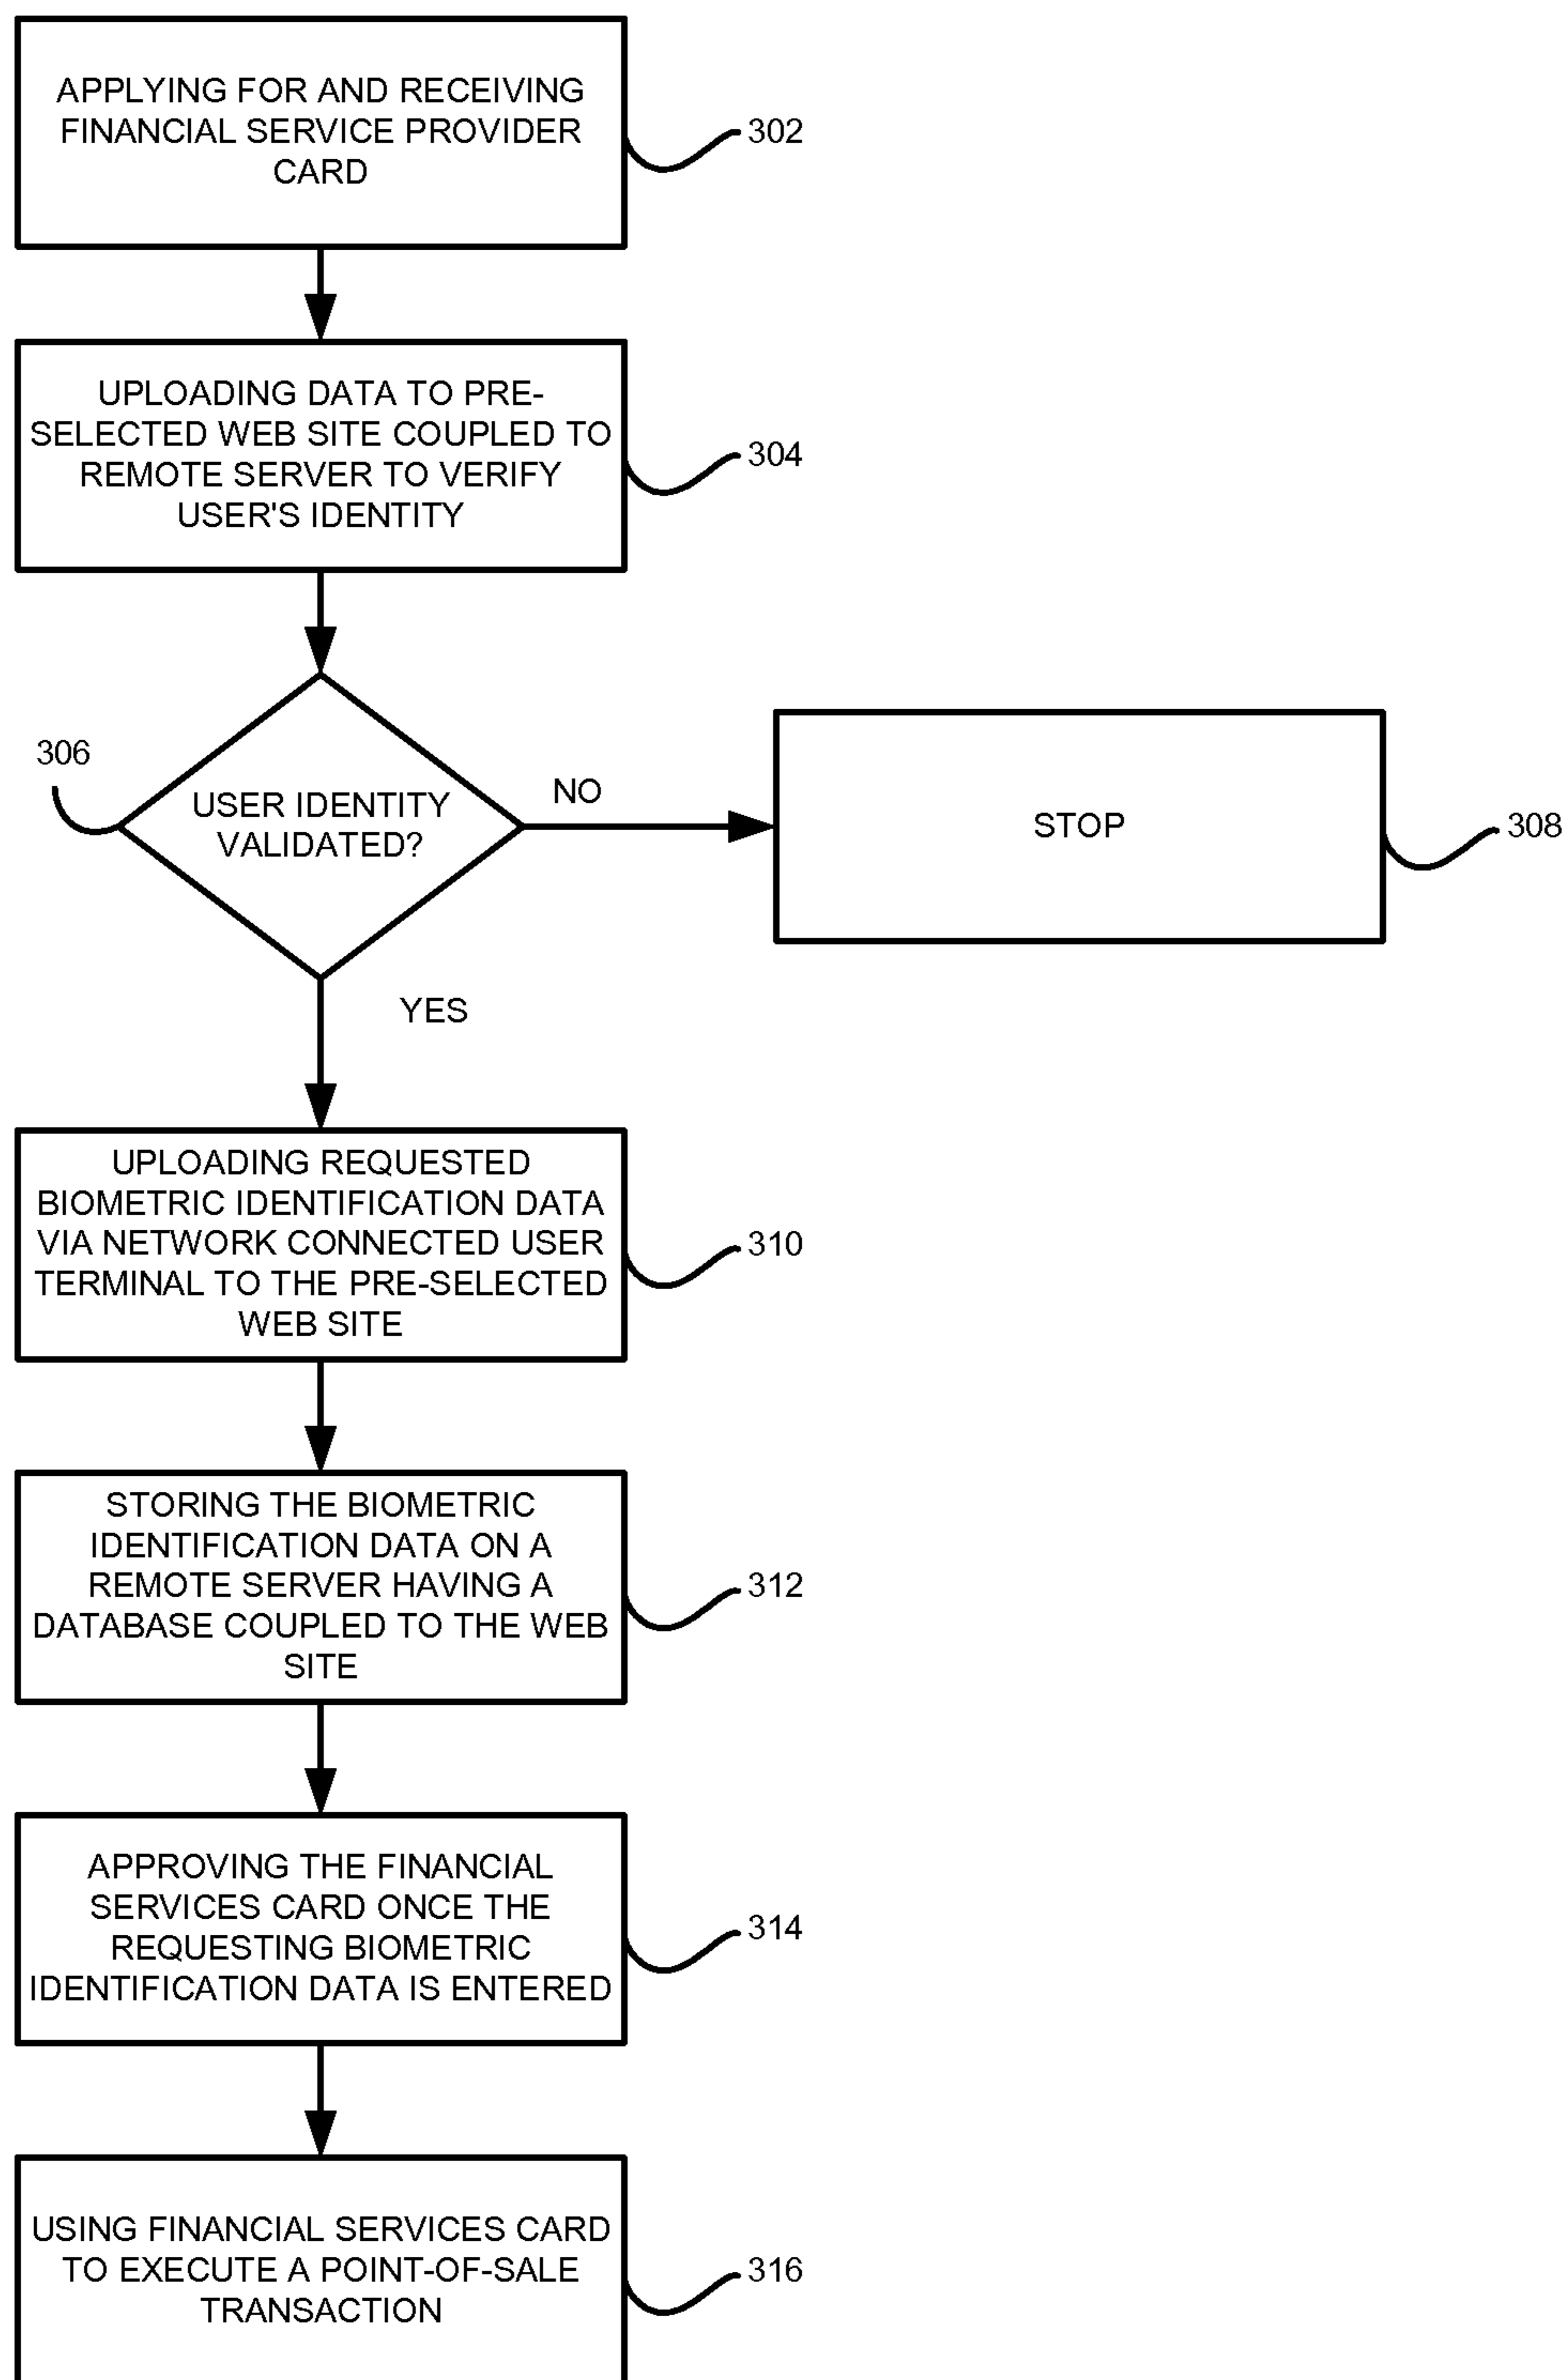 APPLYING FOR AND RECEIVING
FINANCIAL SERVICE PROVIDER
CARD
302
UPLOADING DATA TO PRE-
SELECTED WEB SITE COUPLED TO
REMOTE SERVER TO VERIFY
USER'S IDENTITY
304
306
USER IDENTITY
VALIDATED?
NO
STOP
308
YES
UPLOADING REQUESTED
BIOMETRIC IDENTIFICATION DATA
VIA NETWORK CONNECTED USER
TERMINAL TO THE PRE-SELECTED
WEB SITE
310
STORING THE BIOMETRIC
IDENTIFICATION DATA ON A
REMOTE SERVER HAVING A
DATABASE COUPLED TO THE WEB
SITE
312
APPROVING THE FINANCIAL
SERVICES CARD ONCE THE
REQUESTING BIOMETRIC
IDENTIFICATION DATA IS ENTERED
314
USING FINANCIAL SERVICES CARD
TO EXECUTE A POINT-OF-SALE
TRANSACTION
316